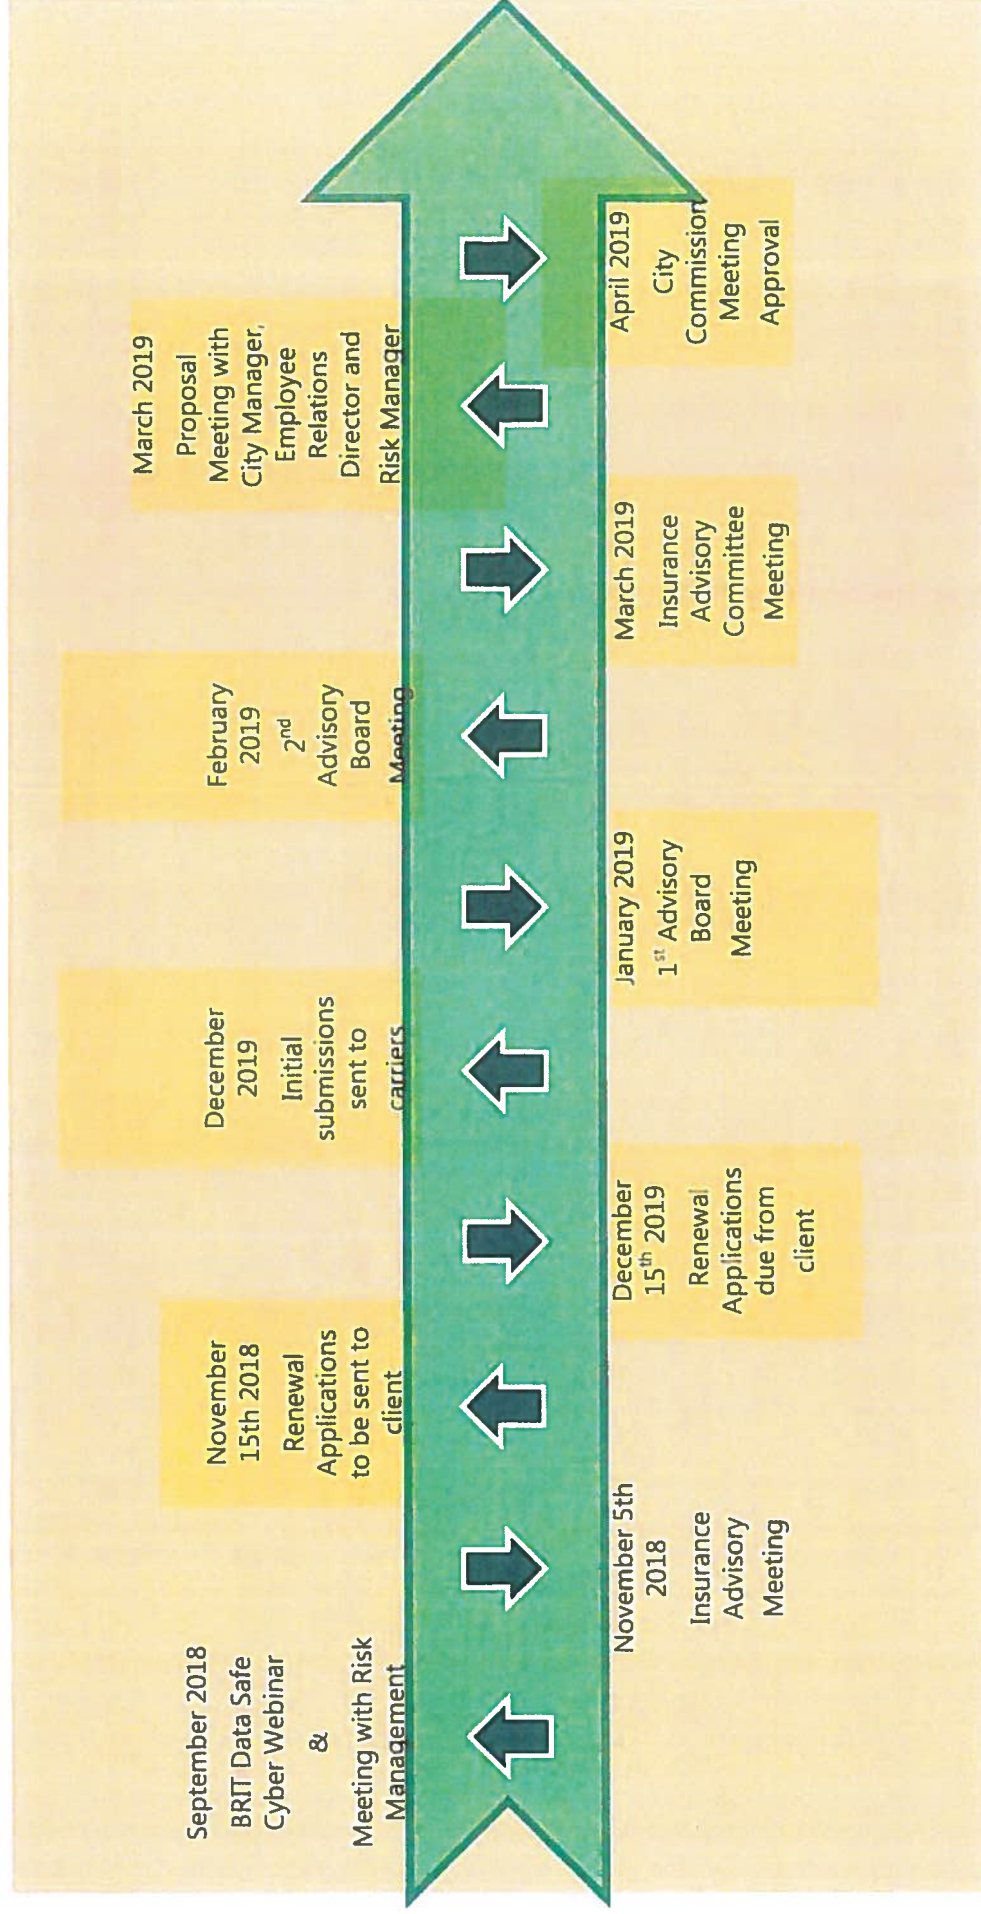 September 2018
BRIT Data Safe
Cyber Webinar
&
Meeting with Risk
Management
November 5th
2018
Insurance
Advisory
Meeting
November
15th 2018
Renewal
Applications
to be sent to
client
December
15th 2019
Renewal
Applications
due from
client
December
2019
Initial
submissions
sent to
carriers
January 2019
1st Advisory
Board
Meeting
February
2019
2nd
Advisory
Board
Meeting
March 2019
Insurance
Advisory
Committee
Meeting
March 2019
Proposal
Meeting with
City Manager,
Employee
Relations
Director and
Risk Manager
April 2019
City
Commission
Meeting
Approval